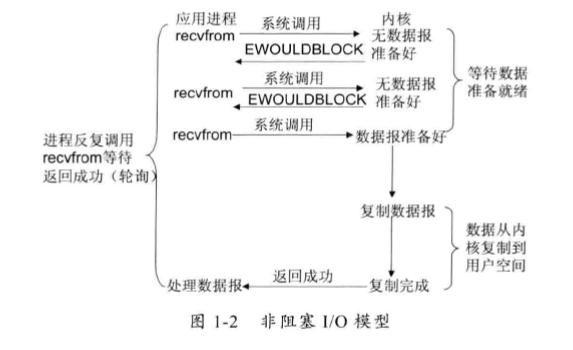 应用进程 系统调用 内核
recvfrom 无数据报
EWOULDBLOCK 准备好
系统调用 无数据报
recvfrom EWOULDBLOCK 准备好
等待数据
准备就绪
系统调用
recvfrom 数据报准备好
进程反复调用
recvfrom等待
返回成功（轮询）
复制数据报
数据从内
核复制到
用户空间
返回成功
处理数据报 复制完成
图 1-2 非阻塞 I/O 模型